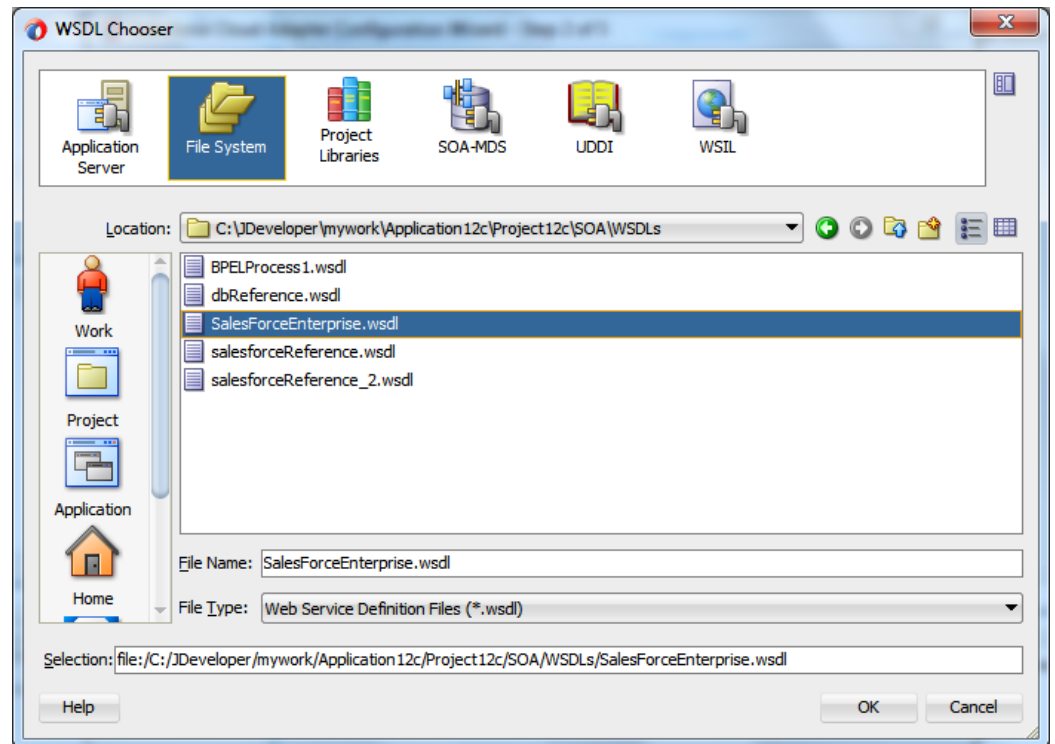 WSDL Chooser
Application
Server
File System
Project
Libraries
SOA-MDS
UDDI
WSIL
Location: C:\JDeveloper\mywork\Application12c\Project12c\SOA\WSDLs
Work
Project
Application
Home
BPELProcess1.wsdl
dbReference.wsdl
SalesForceEnterprise.wsdl
salesforceReference.wsdl
salesforceReference_2.wsdl
File Name: SalesForceEnterprise.wsdl
File Type: Web Service Definition Files (*.wsdl)
Selection: file:/C:/JDeveloper/mywork/Application12c/Project12c/SOA/WSDLs/SalesForceEnterprise.wsdl
Help OK Cancel